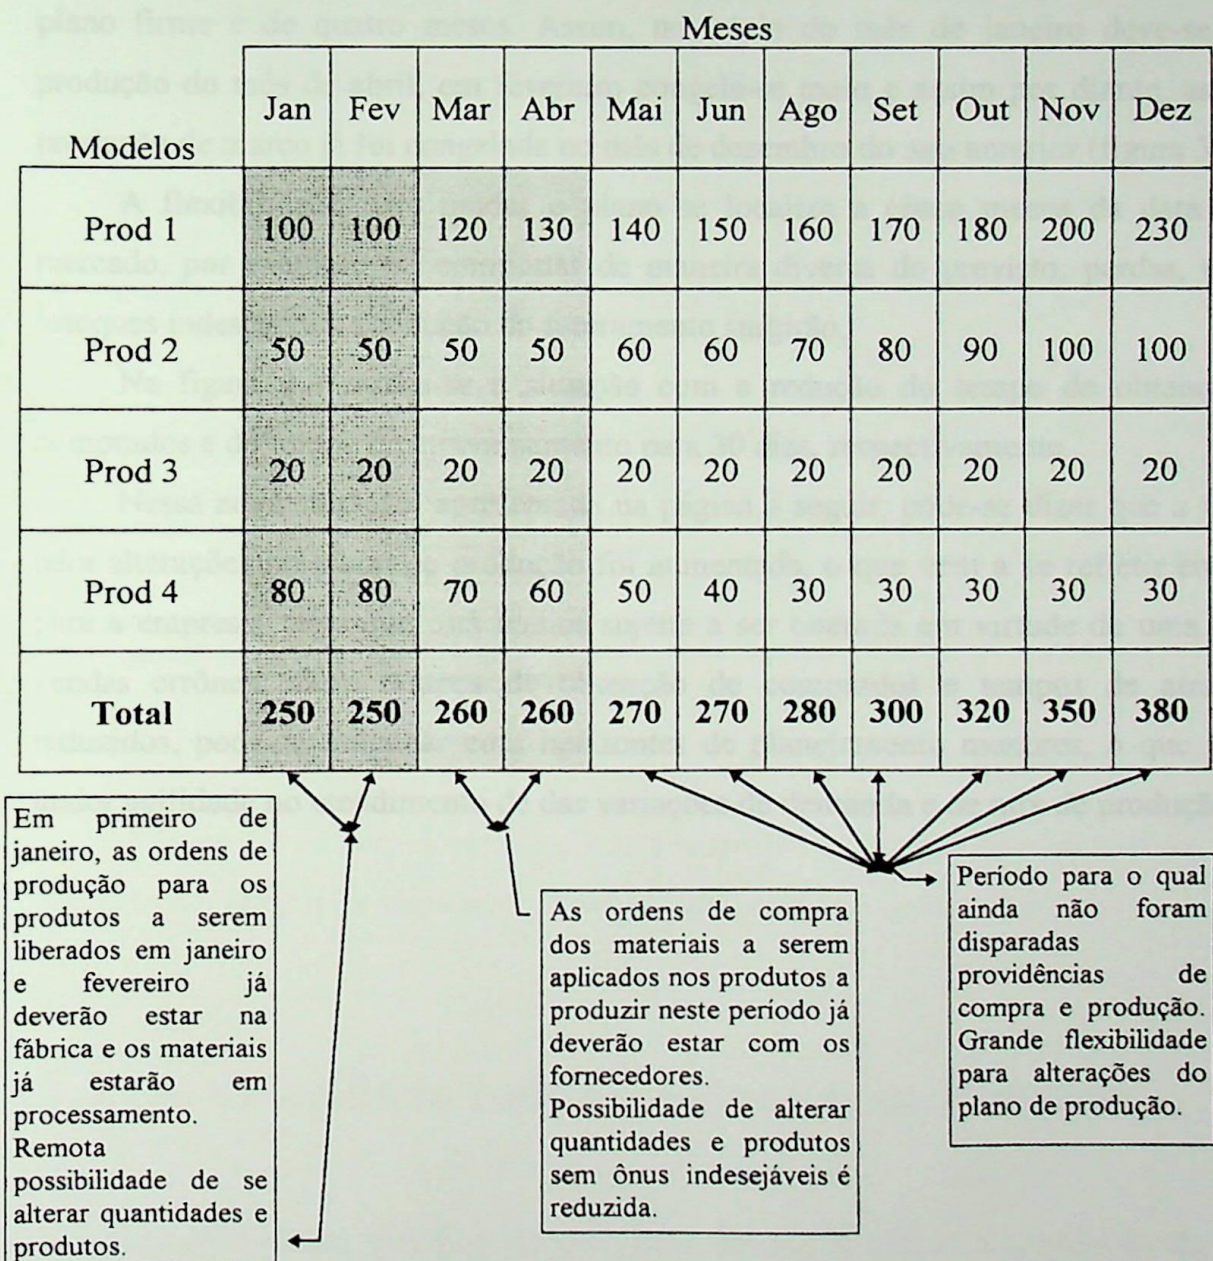 Meses
Modelos Jan Fev Mar Abr Mai Jun Ago Set Out Nov Dez
Prod 1 100 100 120 130 140 150 160 170 180 200 230
Prod 2 50 50 50 50 60 60 70 80 90 100 100
Prod 3 20 20 20 20 20 20 20 20 20 20 20
Prod 4 80 80 70 60 50 40 30 30 30 30 30
Total 250 250 260 260 270 270 280 300 320 350 380
Em primeiro de
janeiro, as ordens de
produção para os
produtos a serem
liberados em janeiro
e fevereiro já
deverão estar na
fábrica e os materiais
já estarão em
processamento.
Remota
possibilidade de se
alterar quantidades e
produtos.
As ordens de compra
dos materiais a serem
aplicados nos produtos a
produzir neste período já
deverão estar com os
fornecedores.
Possibilidade de alterar
quantidades e produtos
sem ônus indesejáveis é
reduzida.
Período para o qual
ainda não foram
disparadas
providências de
compra e produção.
Grande flexibilidade
para alterações do
plano de produção.